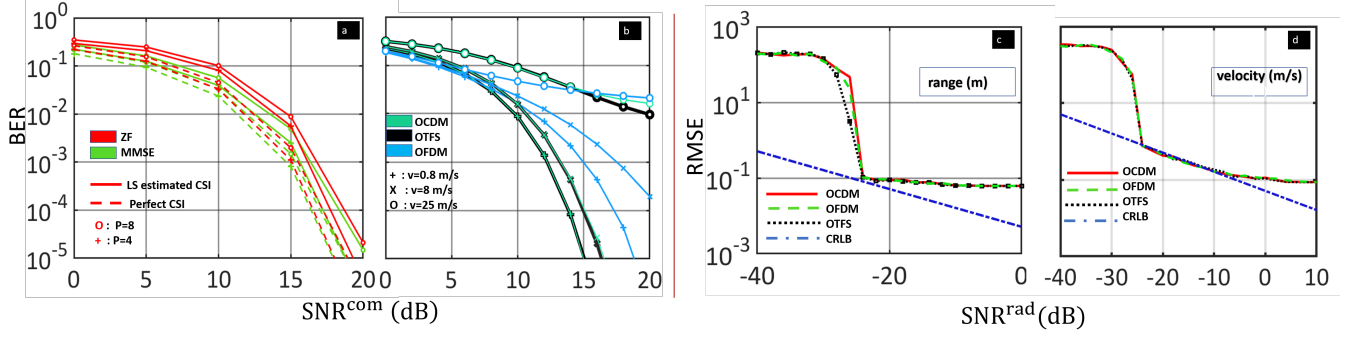 a
BER
10^0
10^-1
10^-2
10^-3
10^-4
10^-5
ZF
MMSE
LS estimated CSI
Perfect CSI
O : P=8
+ : P=4
0 5 10 15 20
b
OCDM
OTFS
OFDM
+ : v=0.8 m/s
X : v=8 m/s
O : v=25 m/s
0 5 10 15 20
SNR^com (dB)
c
RMSE
10^3
10^1
10^-1
10^-3
range (m)
OCDM
OFDM
OTFS
CRLB
-40 -20 0
d
velocity (m/s)
OCDM
OFDM
OTFS
CRLB
-40 -30 -20 -10 0 10
SNR^rad(dB)